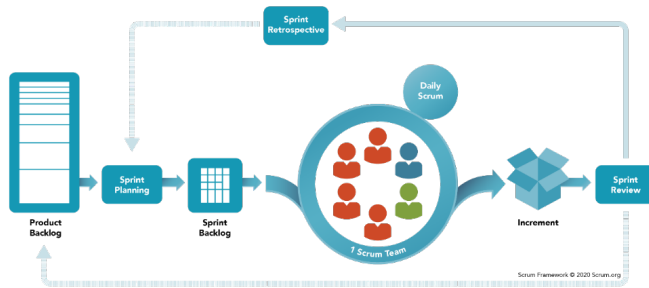 Sprint
Retrospective
Daily
Scrum
Sprint
Planning
Sprint
Review
Product
Backlog
Sprint
Backlog
1 Scrum Team
Increment
Scrum Framework © 2020 Scrum.org